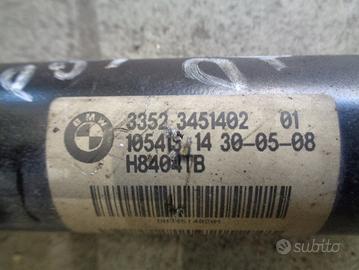 BMW
3352 3451402 01
105415 14 30-05-08
H8404TB
subito